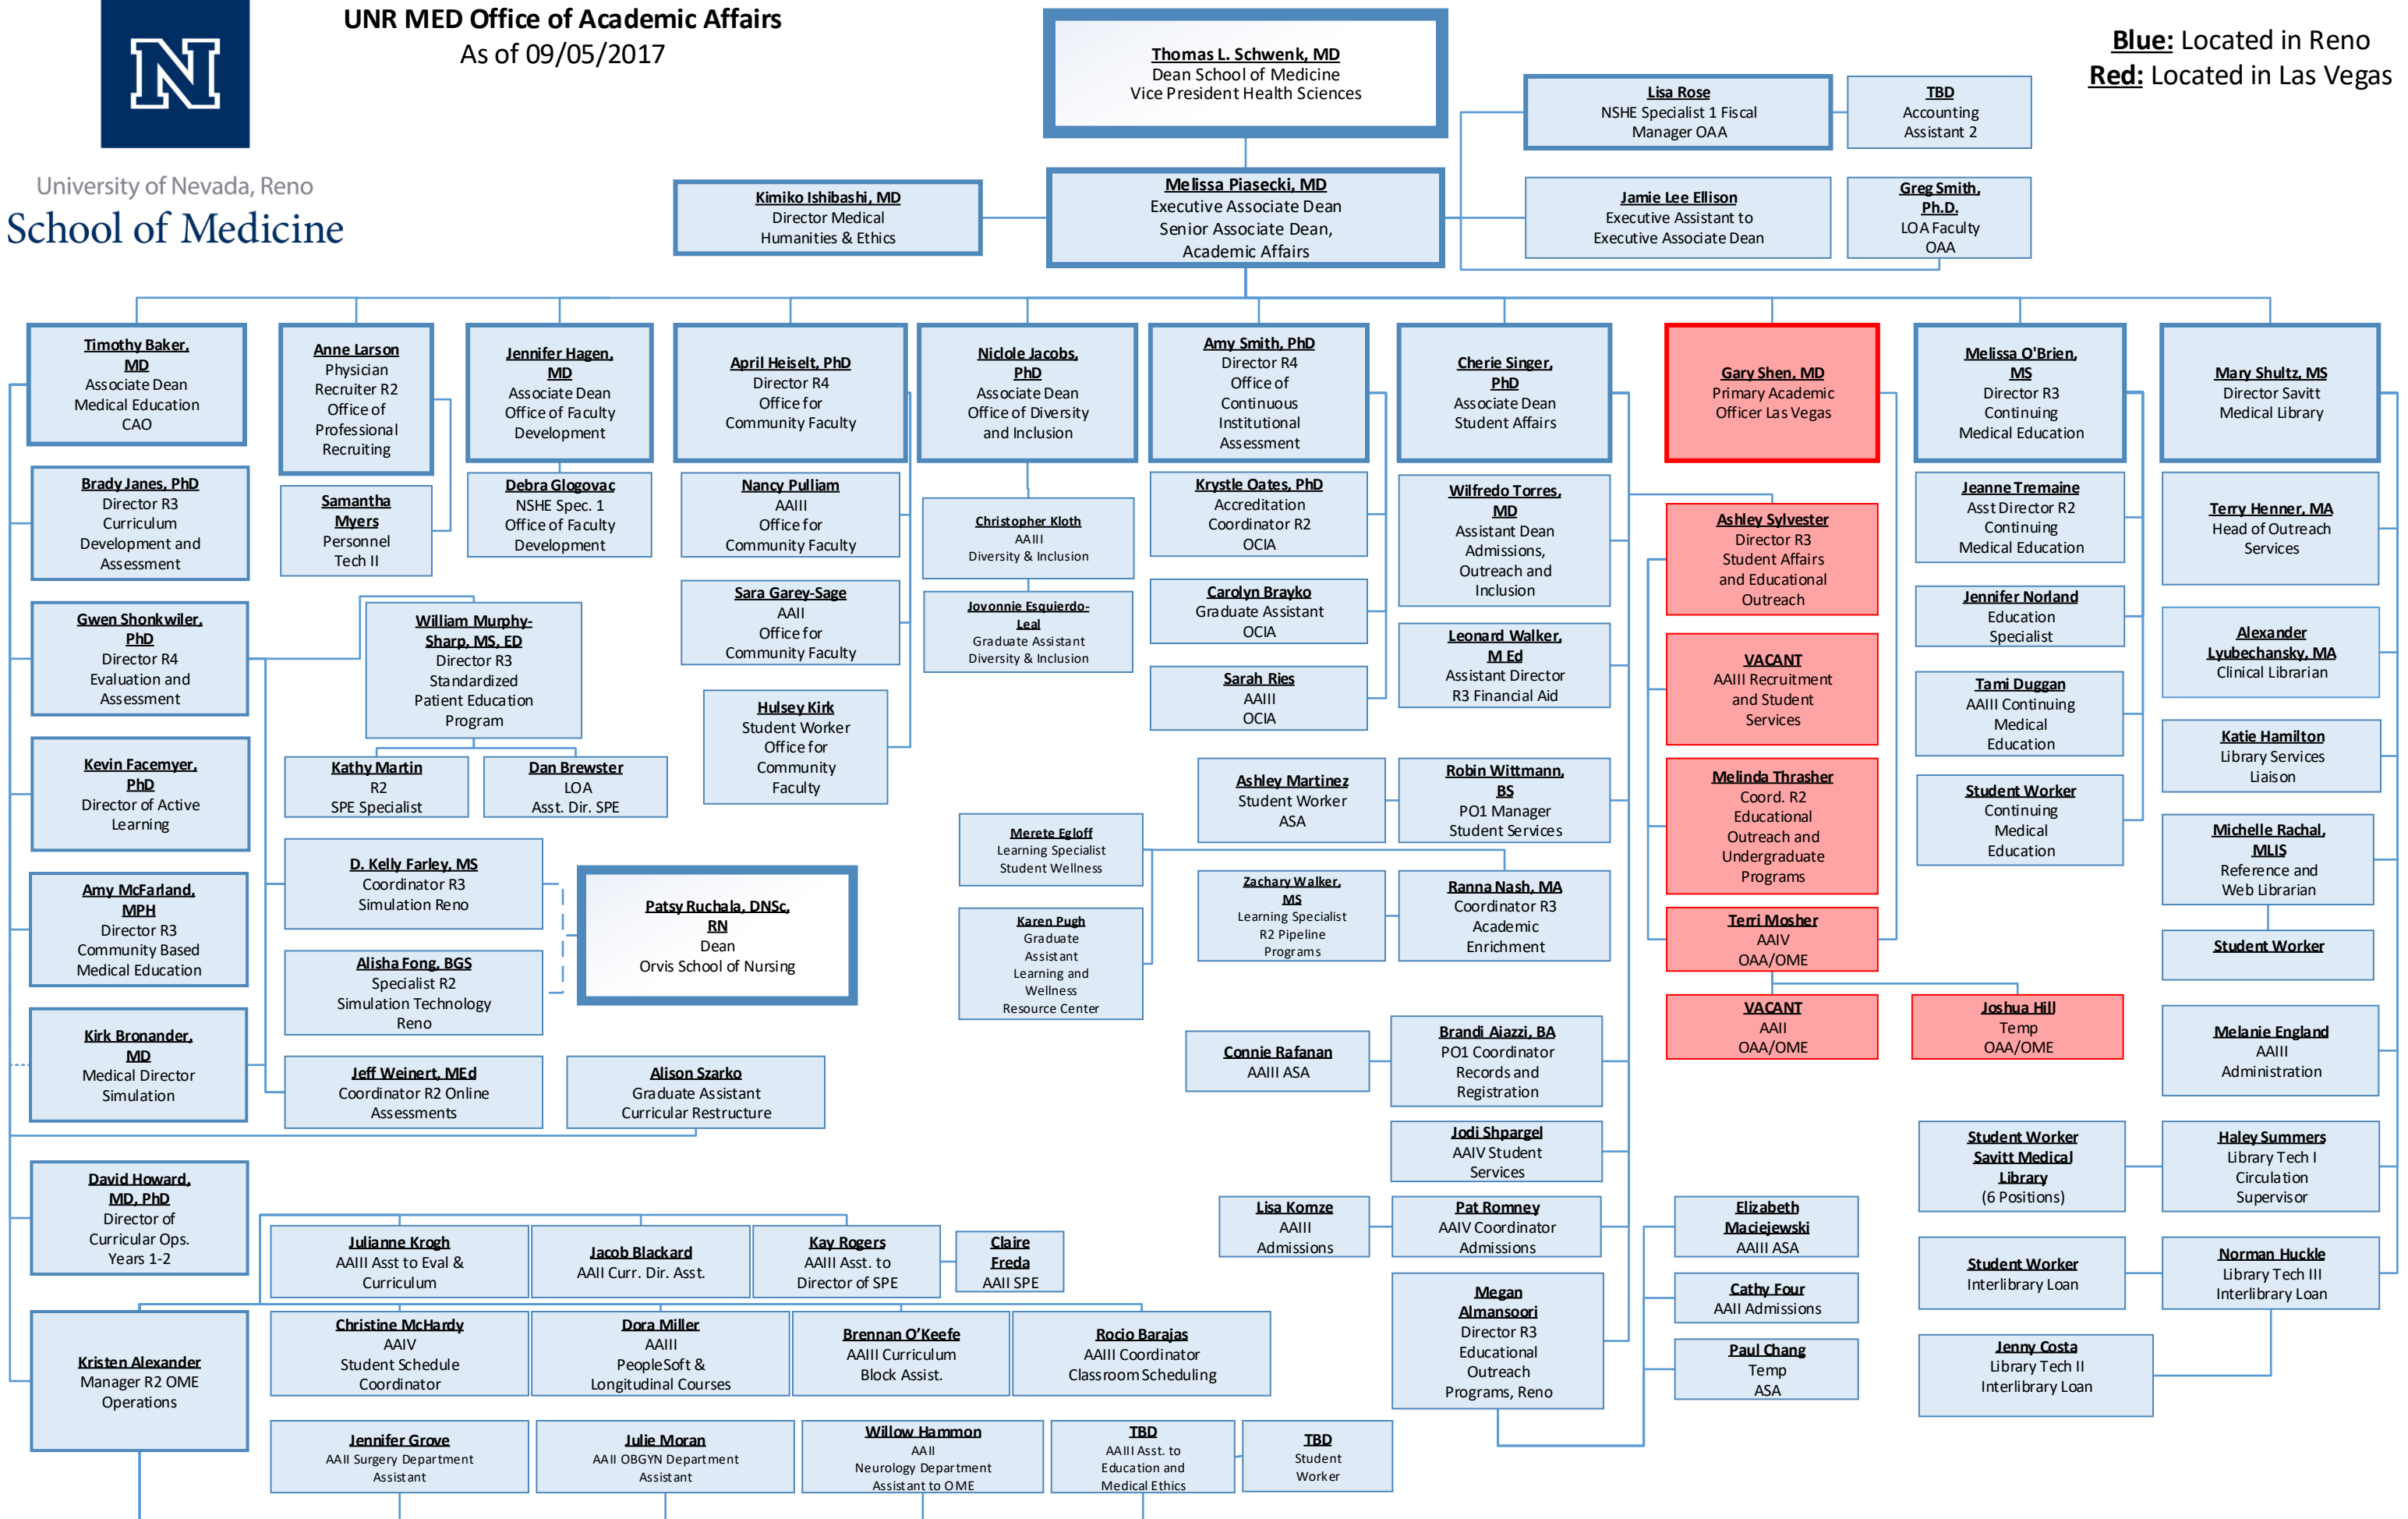 UNR MED Office of Academic Affairs
As of 09/05/2017
Blue: Located in Reno
Red: Located in Las Vegas
N
University of Nevada, Reno
School of Medicine
Thomas L. Schwenk, MD
Dean School of Medicine
Vice President Health Sciences
Lisa Rose
NSHE Specialist 1 Fiscal
Manager OAA
TBD
Accounting
Assistant 2
Kimiko Ishibashi, MD
Director Medical
Humanities & Ethics
Melissa Piasecki, MD
Executive Associate Dean
Senior Associate Dean,
Academic Affairs
Jamie Lee Ellison
Executive Assistant to
Executive Associate Dean
Greg Smith,
Ph.D.
LOA Faculty
OAA
Timothy Baker,
MD
Associate Dean
Medical Education
CAO
Anne Larson
Physician
Recruiter R2
Office of
Professional
Recruiting
Jennifer Hagen,
MD
Associate Dean
Office of Faculty
Development
April Heiselt, PhD
Director R4
Office for
Community Faculty
Niclole Jacobs,
PhD
Associate Dean
Office of Diversity
and Inclusion
Amy Smith, PhD
Director R4
Office of
Continuous
Institutional
Assessment
Cherie Singer,
PhD
Associate Dean
Student Affairs
Gary Shen, MD
Primary Academic
Officer Las Vegas
Melissa O'Brien,
MS
Director R3
Continuing
Medical Education
Mary Shultz, MS
Director Savitt
Medical Library
Brady Janes, PhD
Director R3
Curriculum
Development and
Assessment
Samantha
Myers
Personnel
Tech II
Debra Glogovac
NSHE Spec. 1
Office of Faculty
Development
Nancy Pulliam
AAIII
Office for
Community Faculty
Christopher Kloth
AAIII
Diversity & Inclusion
Krystle Oates, PhD
Accreditation
Coordinator R2
OCIA
Wilfredo Torres,
MD
Assistant Dean
Admissions,
Outreach and
Inclusion
Ashley Sylvester
Director R3
Student Affairs
and Educational
Outreach
Jeanne Tremaine
Asst Director R2
Continuing
Medical Education
Terry Henner, MA
Head of Outreach
Services
Gwen Shonkwiler,
PhD
Director R4
Evaluation and
Assessment
William Murphy-
Sharp, MS, ED
Director R3
Standardized
Patient Education
Program
Sara Garey-Sage
AAII
Office for
Community Faculty
Jovonnie Esquierdo-
Leal
Graduate Assistant
Diversity & Inclusion
Carolyn Brayko
Graduate Assistant
OCIA
Leonard Walker,
M Ed
Assistant Director
R3 Financial Aid
VACANT
AAIII Recruitment
and Student
Services
Jennifer Norland
Education
Specialist
Alexander
Lyubechansky, MA
Clinical Librarian
Sarah Ries
AAIII
OCIA
Hulsey Kirk
Student Worker
Office for
Community
Faculty
Tami Duggan
AAIII Continuing
Medical
Education
Katie Hamilton
Library Services
Liaison
Kevin Facemyer,
PhD
Director of Active
Learning
Kathy Martin
R2
SPE Specialist
Dan Brewster
LOA
Asst. Dir. SPE
Ashley Martinez
Student Worker
ASA
Robin Wittmann,
BS
PO1 Manager
Student Services
Melinda Thrasher
Coord. R2
Educational
Outreach and
Undergraduate
Programs
Student Worker
Continuing
Medical
Education
Michelle Rachal,
MLIS
Reference and
Web Librarian
Merete Egloff
Learning Specialist
Student Wellness
D. Kelly Farley, MS
Coordinator R3
Simulation Reno
Patsy Ruchala, DNSc,
RN
Dean
Orvis School of Nursing
Amy McFarland,
MPH
Director R3
Community Based
Medical Education
Karen Pugh
Graduate
Assistant
Learning and
Wellness
Resource Center
Zachary Walker,
MS
Learning Specialist
R2 Pipeline
Programs
Ranna Nash, MA
Coordinator R3
Academic
Enrichment
Terri Mosher
AAIV
OAA/OME
Student Worker
Alisha Fong, BGS
Specialist R2
Simulation Technology
Reno
VACANT
AAII
OAA/OME
Joshua Hill
Temp
OAA/OME
Kirk Bronander,
MD
Medical Director
Simulation
Jeff Weinert, MEd
Coordinator R2 Online
Assessments
Alison Szarko
Graduate Assistant
Curricular Restructure
Connie Rafanan
AAIII ASA
Brandi Aiazzi, BA
PO1 Coordinator
Records and
Registration
Melanie England
AAIII
Administration
Jodi Shpargel
AAIV Student
Services
Student Worker
Savitt Medical
Library
(6 Positions)
Haley Summers
Library Tech I
Circulation
Supervisor
David Howard,
MD, PhD
Director of
Curricular Ops.
Years 1-2
Lisa Komze
AAIII
Admissions
Pat Romney
AAIV Coordinator
Admissions
Elizabeth
Maciejewski
AAIII ASA
Julianne Krogh
AAIII Asst to Eval &
Curriculum
Jacob Blackard
AAII Curr. Dir. Asst.
Kay Rogers
AAIII Asst. to
Director of SPE
Claire
Freda
AAII SPE
Student Worker
Interlibrary Loan
Norman Huckle
Library Tech III
Interlibrary Loan
Megan
Almansoori
Director R3
Educational
Outreach
Programs, Reno
Cathy Four
AAII Admissions
Kristen Alexander
Manager R2 OME
Operations
Christine McHardy
AAIV
Student Schedule
Coordinator
Dora Miller
AAIII
PeopleSoft &
Longitudinal Courses
Brennan O’Keefe
AAIII Curriculum
Block Assist.
Rocio Barajas
AAIII Coordinator
Classroom Scheduling
Paul Chang
Temp
ASA
Jenny Costa
Library Tech II
Interlibrary Loan
Jennifer Grove
AAII Surgery Department
Assistant
Julie Moran
AAII OBGYN Department
Assistant
Willow Hammon
AAII
Neurology Department
Assistant to OME
TBD
AAIII Asst. to
Education and
Medical Ethics
TBD
Student
Worker